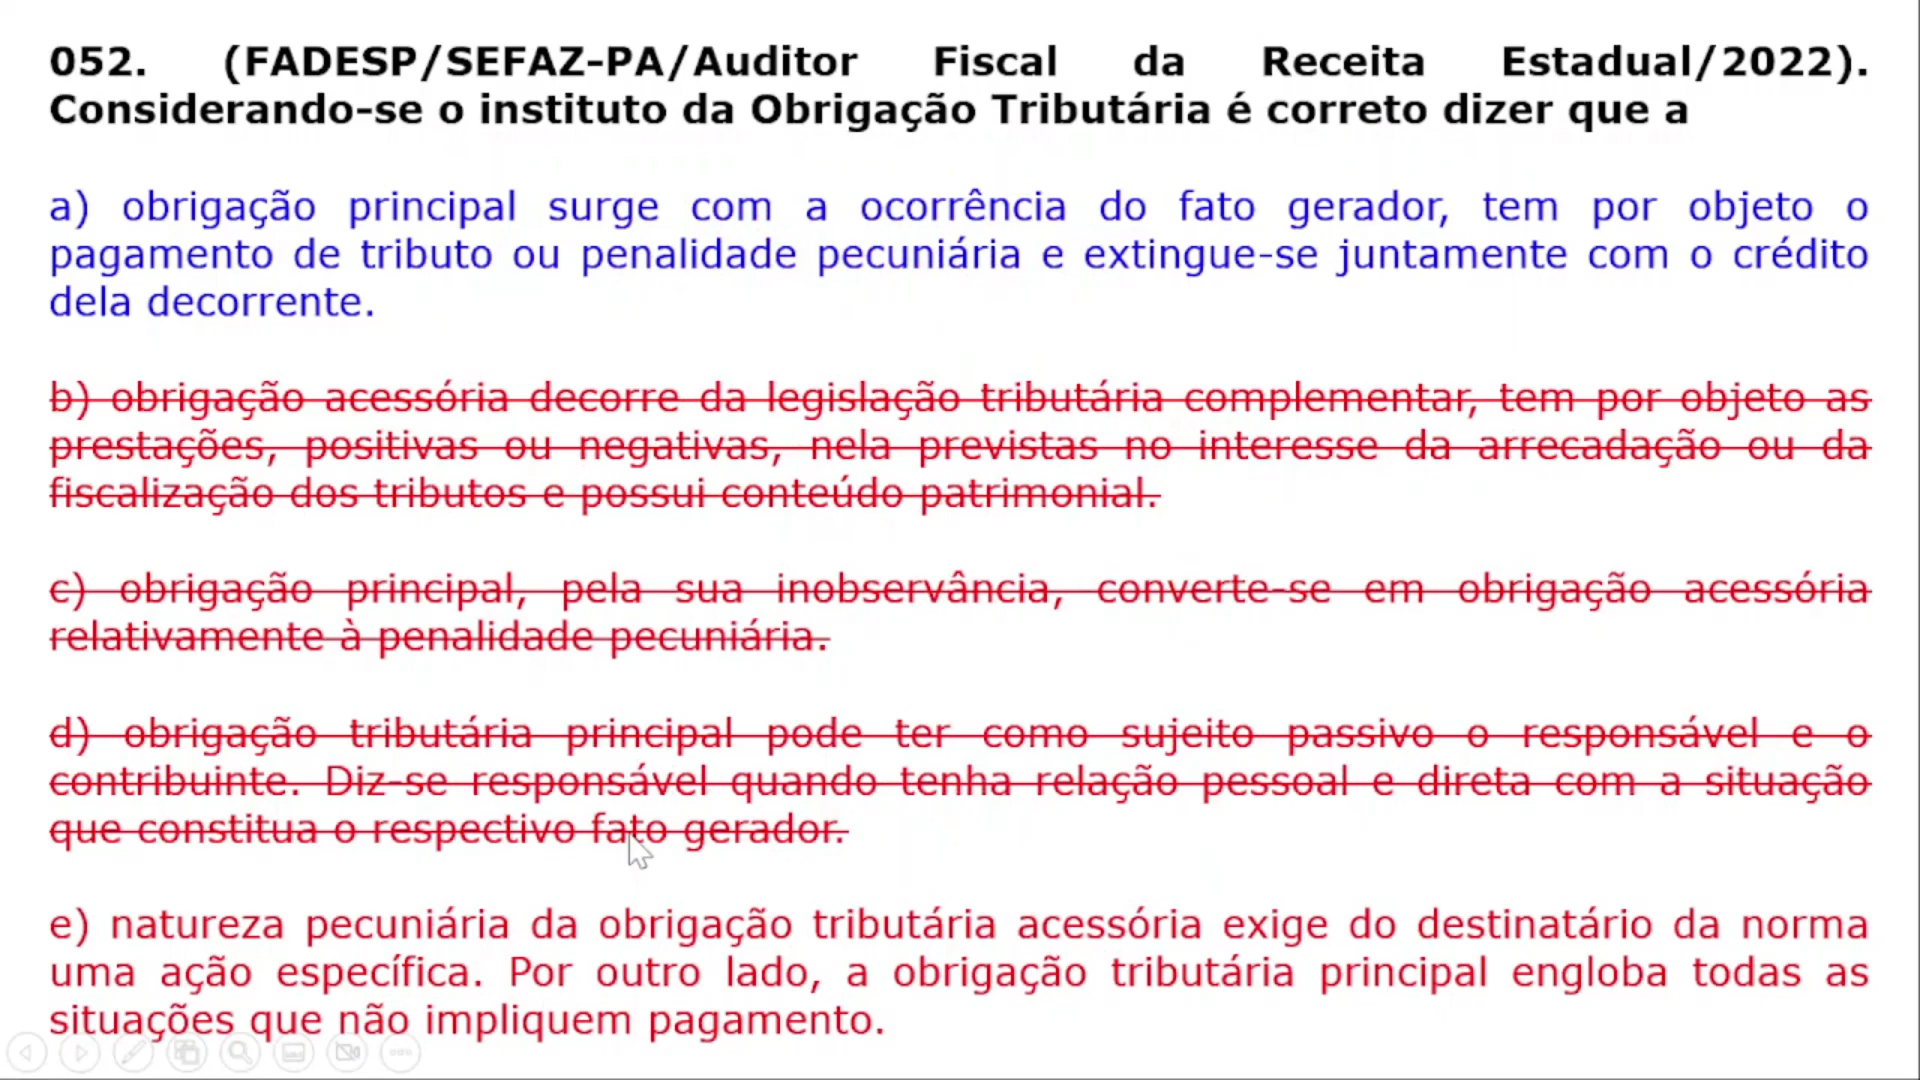 052. (FADESP/SEFAZ-PA/Auditor Fiscal da Receita Estadual/2022).
Considerando-se o instituto da Obrigação Tributária é correto dizer que a
a) obrigação principal surge com a ocorrência do fato gerador, tem por objeto o
pagamento de tributo ou penalidade pecuniária e extingue-se juntamente com o crédito
dela decorrente.
b) obrigação acessória decorre da legislação tributária complementar, tem por objeto as
prestações, positivas ou negativas, nela previstas no interesse da arrecadação ou da
fiscalização dos tributos e possui conteúdo patrimonial.
c) obrigação principal, pela sua inobservância, converte-se em obrigação acessória
relativamente à penalidade pecuniária.
d) obrigação tributária principal pode ter como sujeito passivo o responsável e o
contribuinte. Diz-se responsável quando tenha relação pessoal e direta com a situação
que constitua o respectivo fato gerador.
e) natureza pecuniária da obrigação tributária acessória exige do destinatário da norma
uma ação específica. Por outro lado, a obrigação tributária principal engloba todas as
situações que não impliquem pagamento.